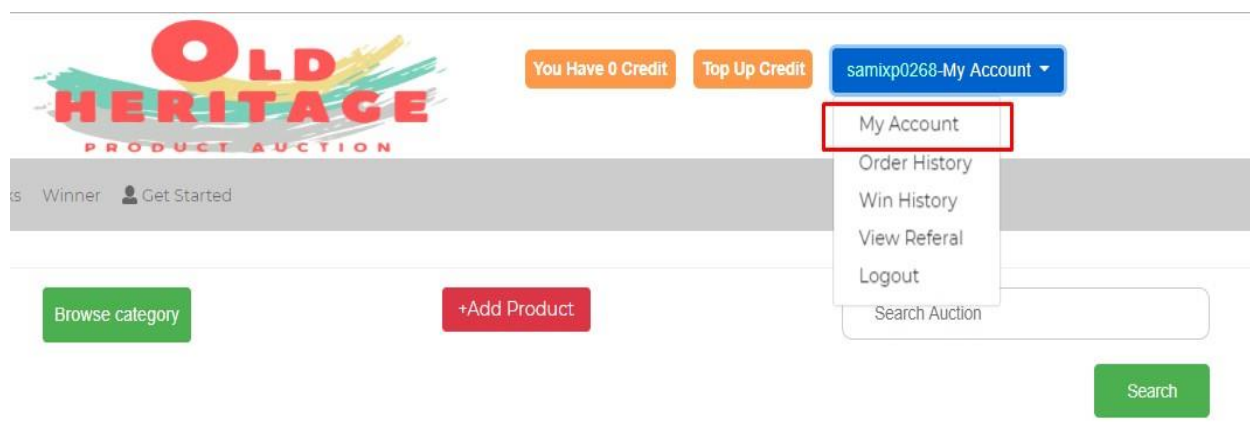 OLD
HERITAGE
PRODUCT AUCTION
You Have 0 Credit
Top Up Credit
samixp0268-My Account
My Account
Order History
Win History
View Referal
Logout
Winner
Get Started
Browse category
+Add Product
Search Auction
Search